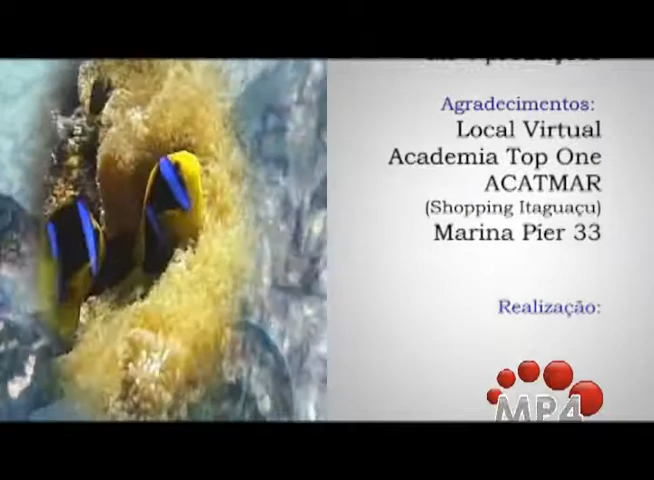 Agradecimentos:
Local Virtual
Academia Top One
ACATMAR
(Shopping Itaguaçu)
Marina Pier 33
Realização:
MP4